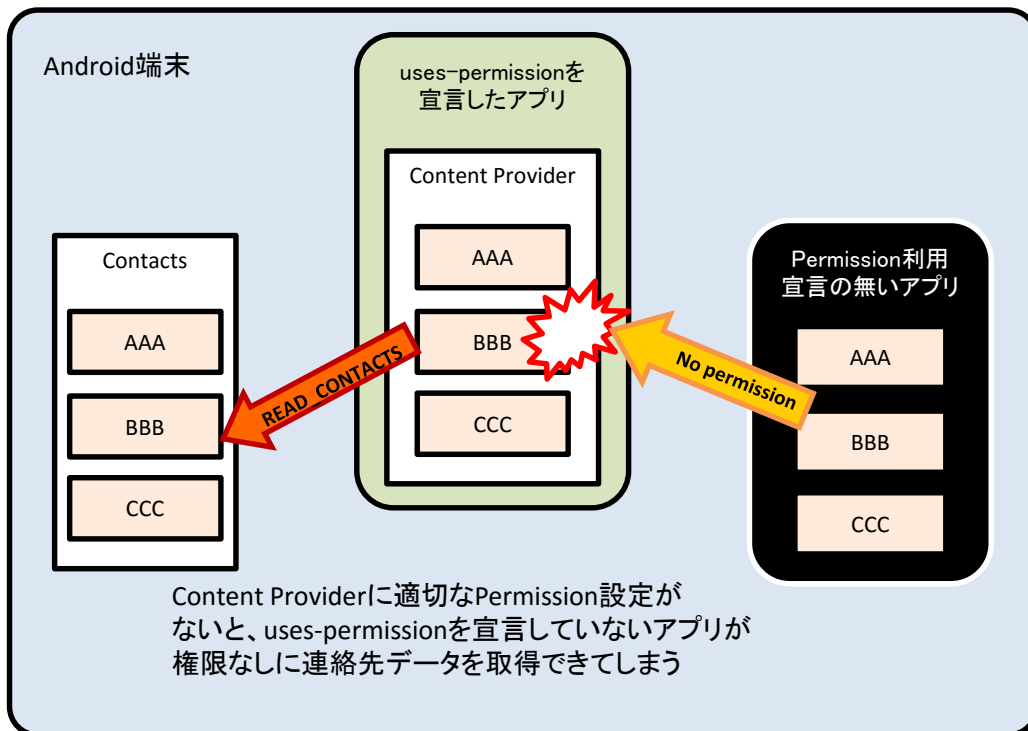 Android端末
uses-permissionを
宣言したアプリ
Content Provider
AAA
BBB
CCC
Contacts
AAA
BBB
CCC
READ_CONTACTS
No permission
Permission利用
宣言の無いアプリ
AAA
BBB
CCC
Content Providerに適切なPermission設定が
ないと、uses-permissionを宣言していないアプリが
権限なしに連絡先データを取得できてしまう